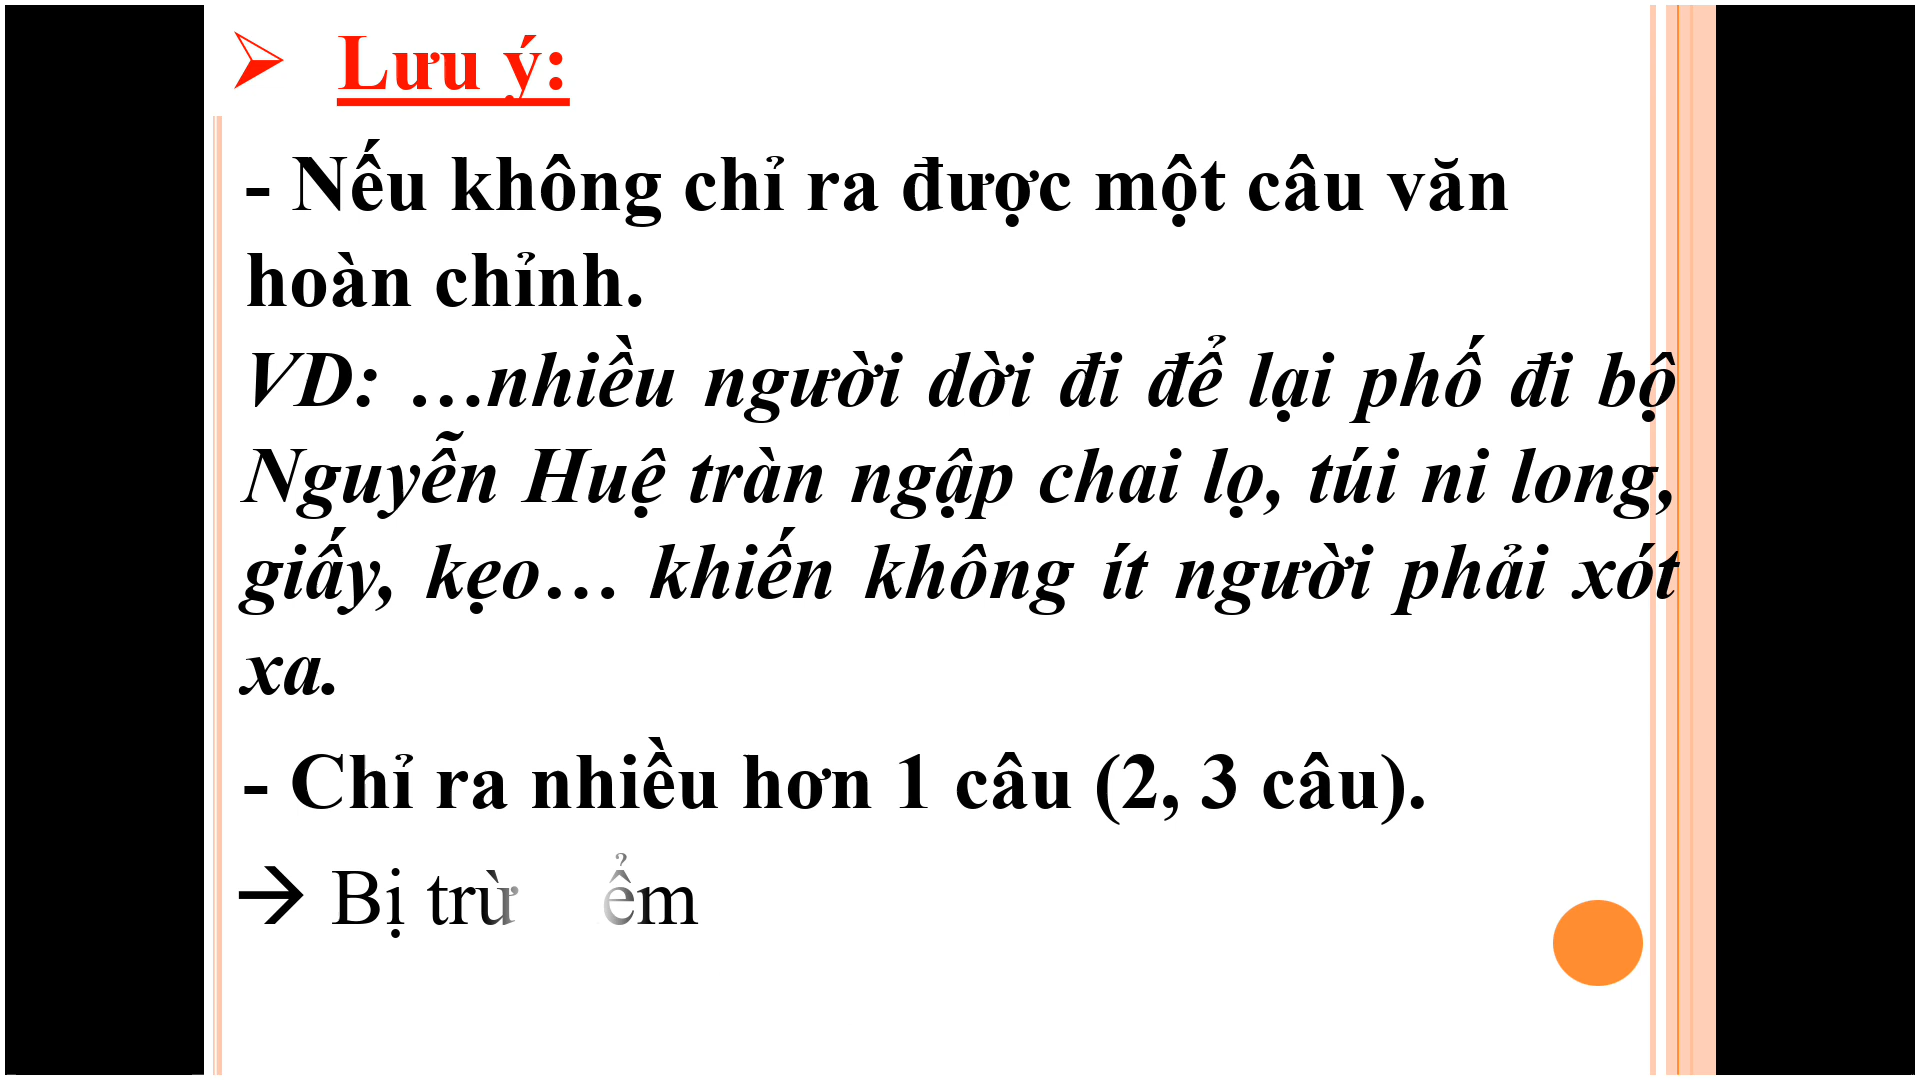 Lưu ý:
- Nếu không chỉ ra được một câu văn
hoàn chỉnh.
VD: …nhiều người dời đi để lại phố đi bộ
Nguyễn Huệ tràn ngập chai lọ, túi ni long,
giấy, kẹo… khiến không ít người phải xót
xa.
- Chỉ ra nhiều hơn 1 câu (2, 3 câu).
→ Bị trừ